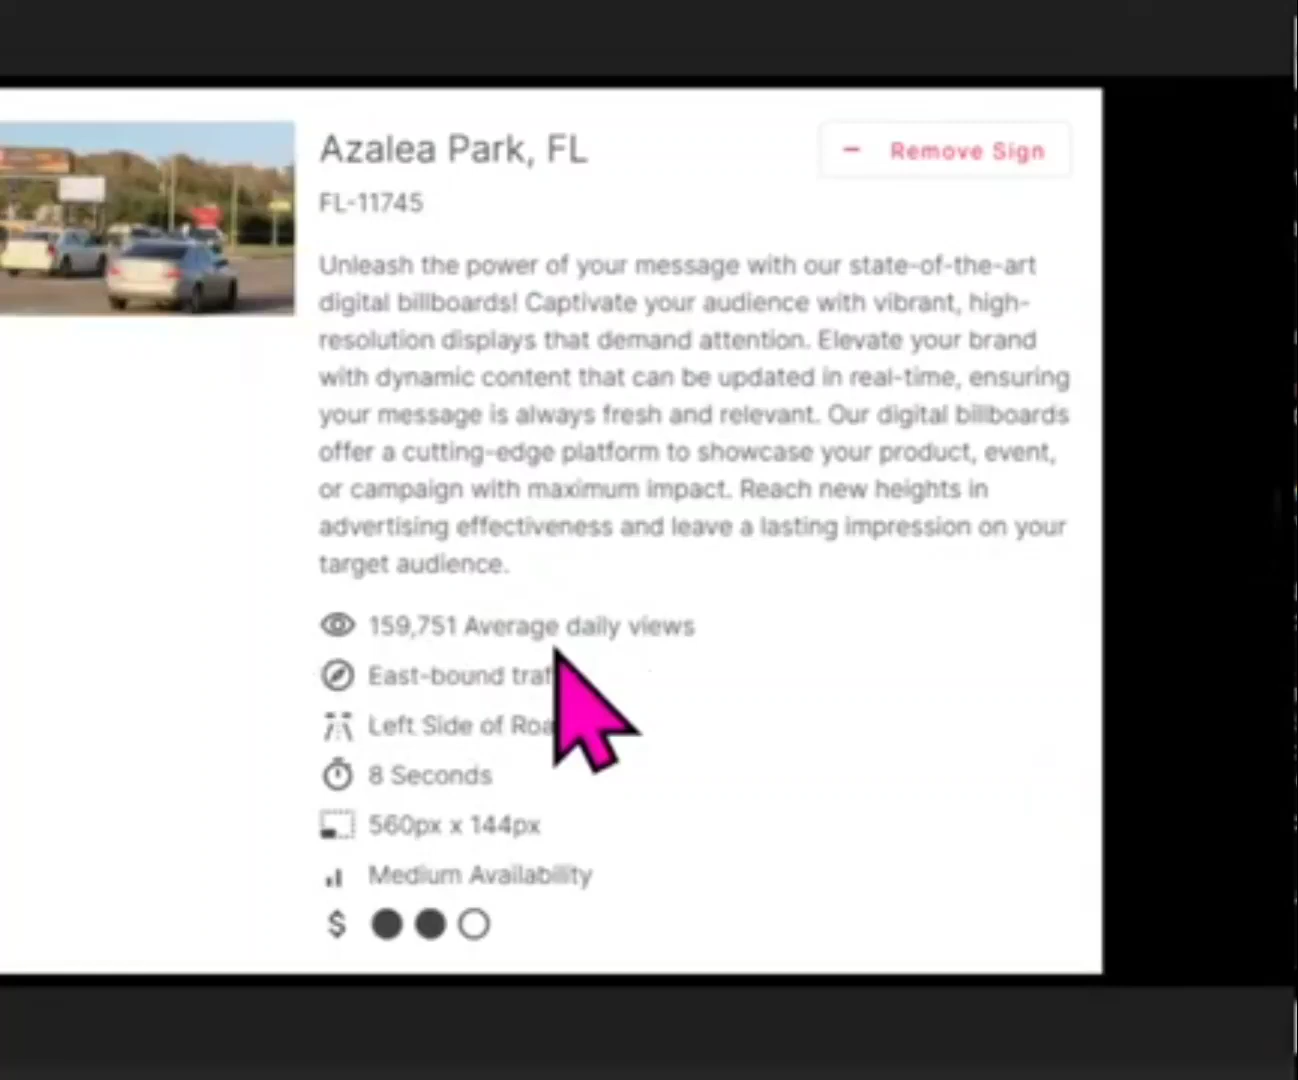 Azalea Park, FL
− Remove Sign
FL-11745
Unleash the power of your message with our state-of-the-art
digital billboards! Captivate your audience with vibrant, high-
resolution displays that demand attention. Elevate your brand
with dynamic content that can be updated in real-time, ensuring
your message is always fresh and relevant. Our digital billboards
offer a cutting-edge platform to showcase your product, event,
or campaign with maximum impact. Reach new heights in
advertising effectiveness and leave a lasting impression on your
target audience.
159,751 Average daily views
East-bound traf
Left Side of Roa
8 Seconds
560px x 144px
Medium Availability
$